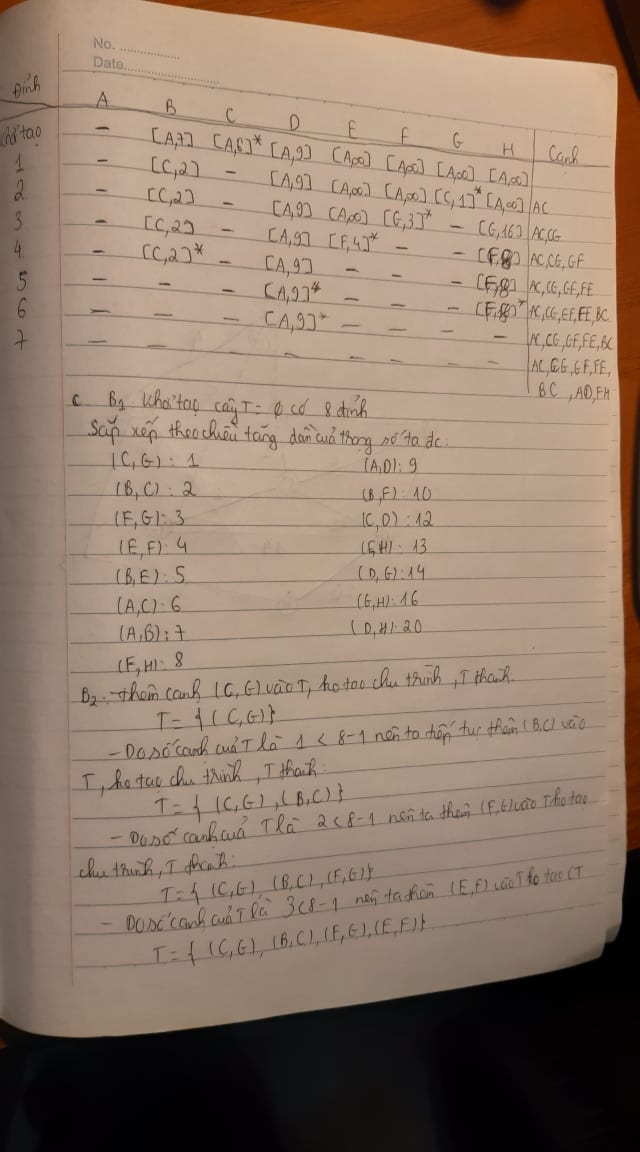 No. ..................
Date..............................
Đỉnh A B C D E F G H Cạnh
Khởi tạo – [A,7] [A,6]* [A,9] [A,∞] [A,∞] [A,∞] [A,∞]
1 – [C,2] – [A,9] [A,∞] [A,∞] [C,1]* [A,∞] AC
2 – [C,2] – [A,9] [A,∞] [G,3]* – [G,16] AC,CG
3 – [C,2] – [A,9] [F,4]* – – [F,8] AC,CG,GF
4 – [C,2]* – [A,9] – – – [F,8] AC,CG,GF,FE
5 – – – [A,9]* – – – [F,8]* AC,CG,GF,FE,BC
6 – – – [A,9]* – – – – AC,CG,GF,FE,BC
7 – – – – – – – – AC,CG,GF,FE,
BC, AD,FH
c B1 Khởi tạo cây T = ∅ có 8 đỉnh
Sắp xếp theo chiều tăng dần của trọng số ta đc:
(C,G): 1 (A,D): 9
(B,C): 2 (B,F): 10
(F,G): 3 (C,D): 12
(E,F): 4 (E,H): 13
(B,E): 5 (D,G): 14
(A,C): 6 (G,H): 16
(A,B): 7 (D,H): 20
(F,H): 8
B2: -Thêm cạnh (C,G) vào T, ko tạo chu trình, T thành:
T = { (C,G)}
- Do số cạnh của T là 1 < 8-1 nên ta tiếp tục thêm (B,C) vào
T, ko tạo chu trình, T thành:
T = { (C,G), (B,C)}
- Do số cạnh của T là 2 < 8-1 nên ta thêm (F,G) vào T ko tạo
chu trình, T thành:
T = { (C,G), (B,C), (F,G)}
- Do số cạnh của T là 3 < 8-1 nên ta thêm (E,F) vào T ko tạo CT
T = { (C,G), (B,C), (F,G), (E,F)}